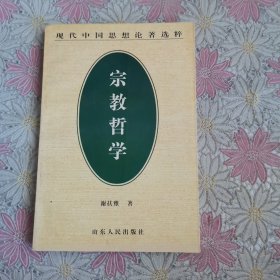 现代中国思想论著选粹
宗教哲学
谢扶雅 著
山东人民出版社